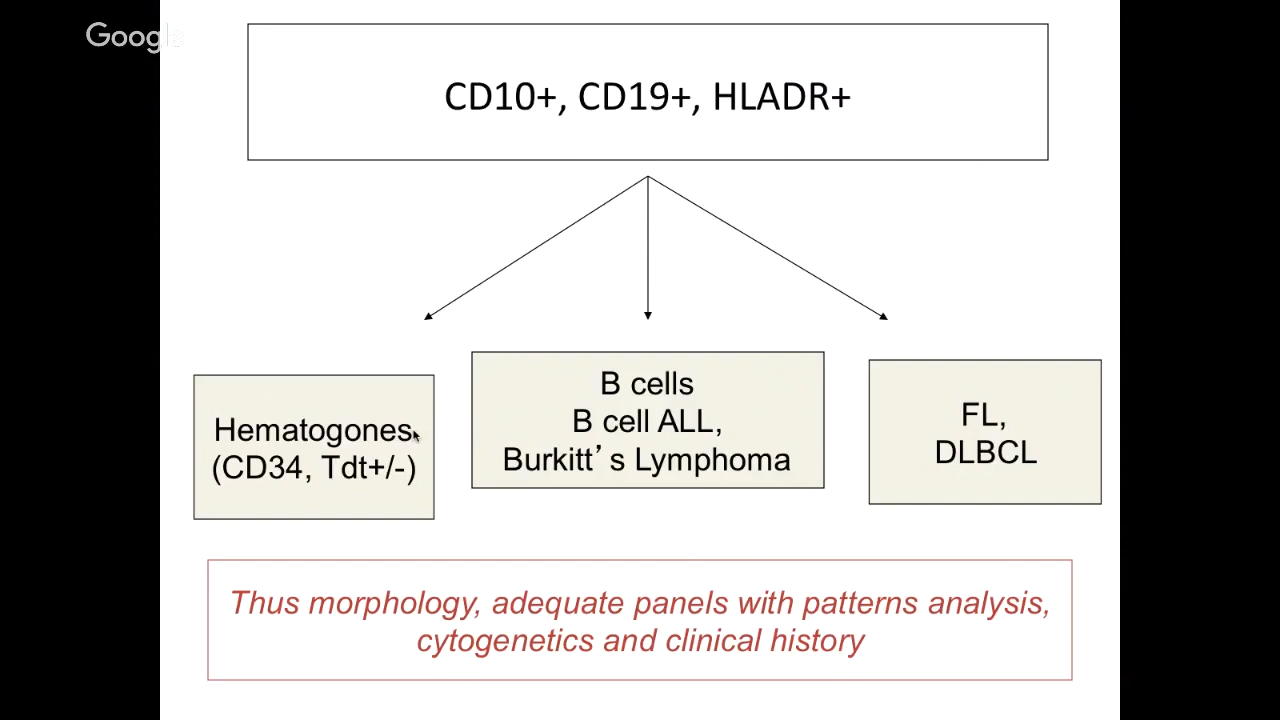 Google
CD10+, CD19+, HLADR+
Hematogones
(CD34, Tdt+/-)
B cells
B cell ALL,
Burkitt’s Lymphoma
FL,
DLBCL
Thus morphology, adequate panels with patterns analysis,
cytogenetics and clinical history